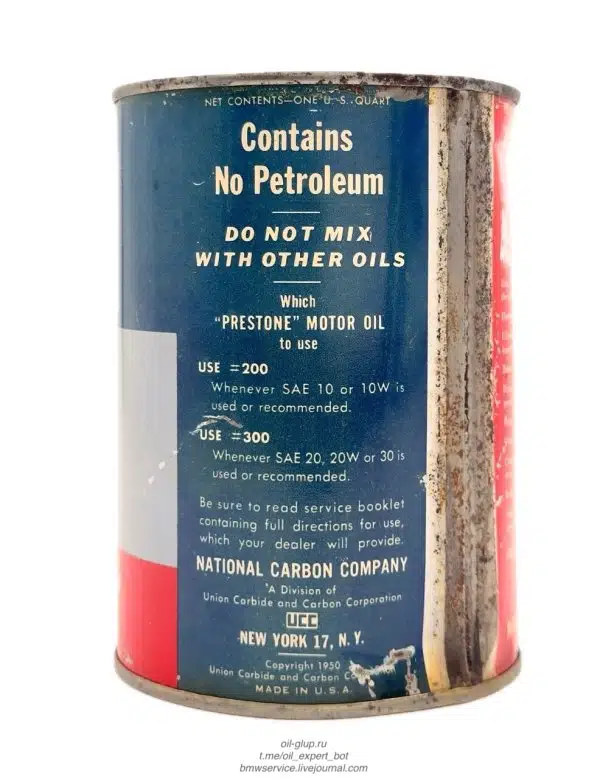 NET CONTENTS—ONE U. S. QUART
Contains
No Petroleum
DO NOT MIX
WITH OTHER OILS
Which
"PRESTONE" MOTOR OIL
to use
USE #200
Whenever SAE 10 or 10W is
used or recommended.
USE #300
Whenever SAE 20, 20W or 30 is
used or recommended.
Be sure to read service booklet
containing full directions for use,
which your dealer will provide.
NATIONAL CARBON COMPANY
A Division of
Union Carbide and Carbon Corporation
UCC
NEW YORK 17, N. Y.
Copyright 1950
Union Carbide and Carbon
MADE IN U. S. A.
oil-glup.ru
t.me/oil_expert_bot
bmwservice.livejournal.com